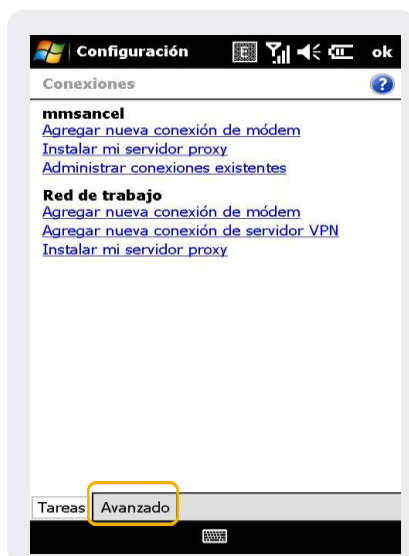 Configuración
E
ok
Conexiones
?
mmsancel
Agregar nueva conexión de módem
Instalar mi servidor proxy
Administrar conexiones existentes
Red de trabajo
Agregar nueva conexión de módem
Agregar nueva conexión de servidor VPN
Instalar mi servidor proxy
Tareas Avanzado